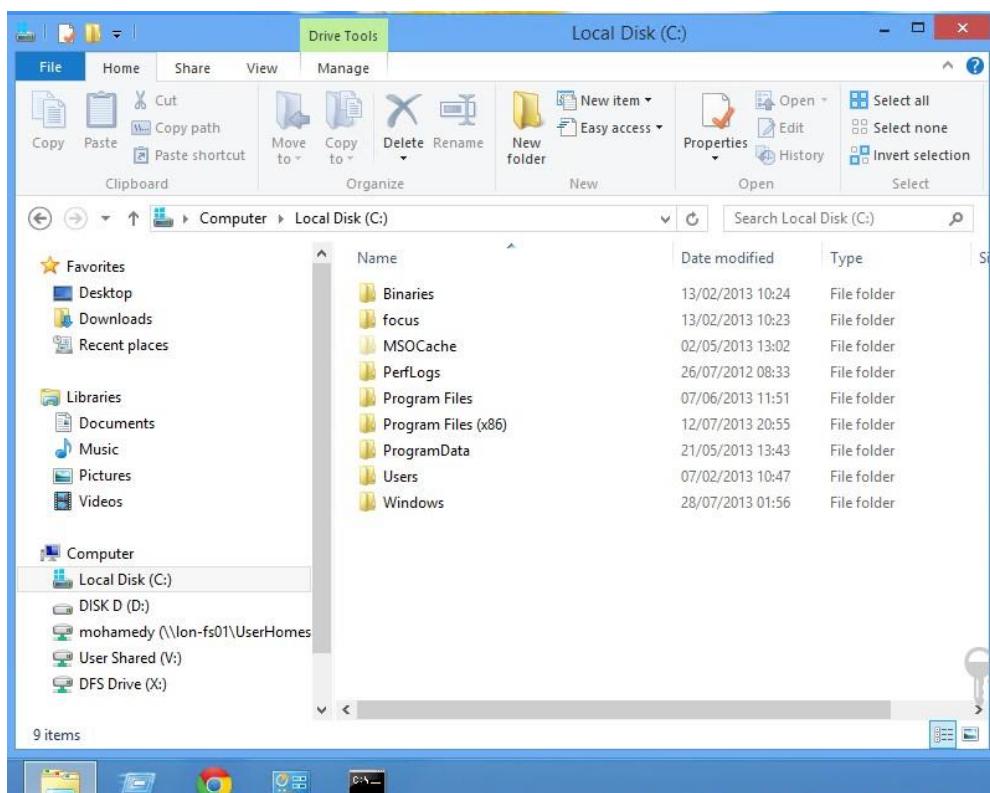 Drive Tools
Local Disk (C:)
File Home Share View Manage
Copy
Paste
Cut
Copy path
Paste shortcut
Move to
Copy to
Delete
Rename
New folder
New item
Easy access
Properties
Open
Edit
History
Select all
Select none
Invert selection
Clipboard Organize New Open Select
Computer Local Disk (C:)
Search Local Disk (C:)
Favorites
Desktop
Downloads
Recent places
Libraries
Documents
Music
Pictures
Videos
Computer
Local Disk (C:)
DISK D (D:)
mohamedy (\\lon-fs01\UserHomes
User Shared (V:)
DFS Drive (X:)
Name Date modified Type Si
Binaries 13/02/2013 10:24 File folder
focus 13/02/2013 10:23 File folder
MSOCache 02/05/2013 13:02 File folder
PerfLogs 26/07/2012 08:33 File folder
Program Files 07/06/2013 11:51 File folder
Program Files (x86) 12/07/2013 20:55 File folder
ProgramData 21/05/2013 13:43 File folder
Users 07/02/2013 10:47 File folder
Windows 28/07/2013 01:56 File folder
9 items
C:\